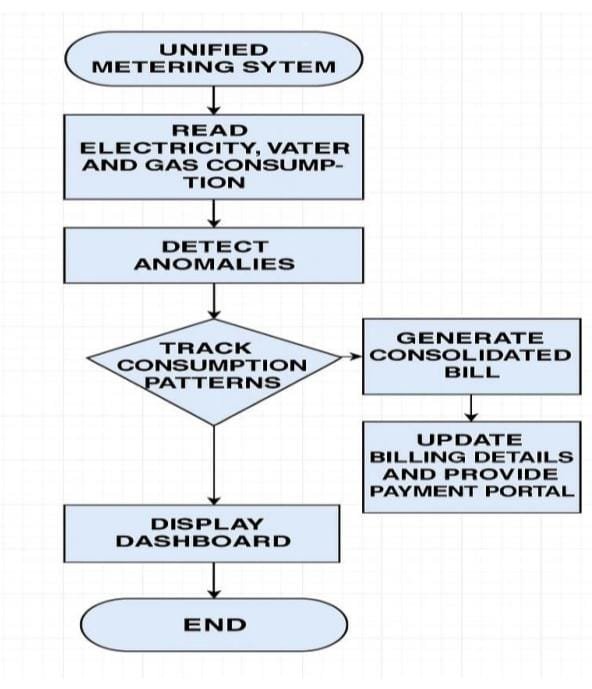 UNIFIED
METERING SYTEM
READ
ELECTRICITY, VATER
AND GAS CONSUMP-
TION
DETECT
ANOMALIES
TRACK
CONSUMPTION
PATTERNS
GENERATE
CONSOLIDATED
BILL
UPDATE
BILLING DETAILS
AND PROVIDE
PAYMENT PORTAL
DISPLAY
DASHBOARD
END